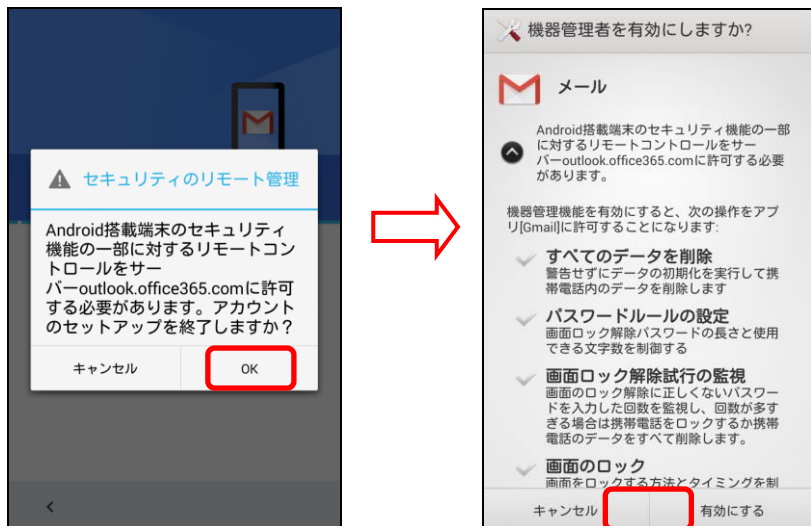 セキュリティのリモート管理
Android搭載端末のセキュリティ
機能の一部に対するリモートコン
トロールをサー
バーoutlook.office365.comに許可
する必要があります。アカウント
のセットアップを終了しますか？
キャンセル
OK
機器管理者を有効にしますか?
メール
Android搭載端末のセキュリティ機能の一部
に対するリモートコントロールをサー
バーoutlook.office365.comに許可する必要
があります。
機器管理機能を有効にすると、次の操作をアプ
リ[Gmail]に許可することになります:
すべてのデータを削除
警告せずにデータの初期化を実行して携
帯電話内のデータを削除します
パスワードルールの設定
画面ロック解除パスワードの長さと使用
できる文字数を制御する
画面ロック解除試行の監視
画面のロック解除に正しくないパスワー
ドを入力した回数を監視し、回数が多す
ぎる場合は携帯電話をロックするか携帯
電話のデータをすべて削除します。
画面のロック
画面をロックする方法とタイミングを制
キャンセル
有効にする